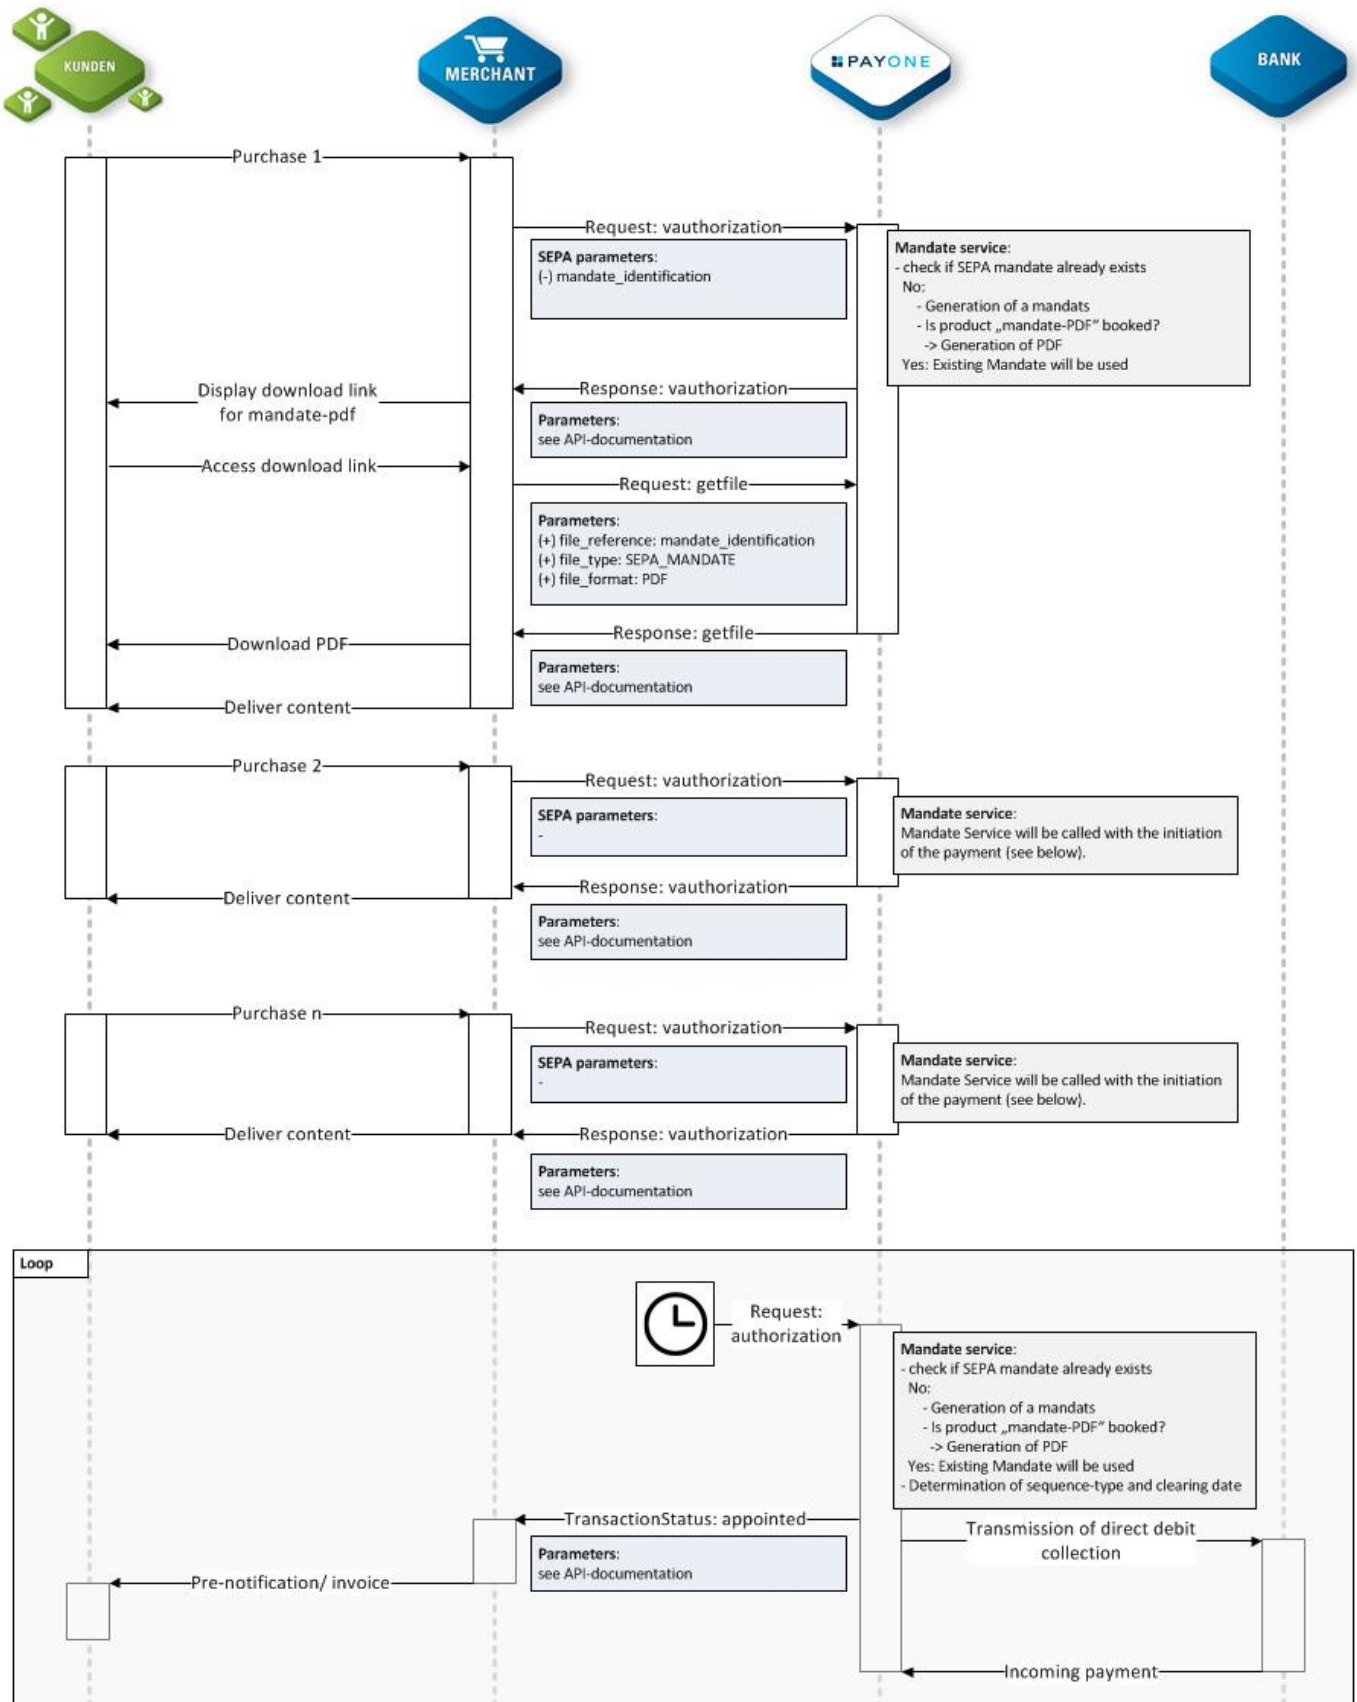 KUNDEN
MERCHANT
PAYONE
BANK
Purchase 1
Request: vauthorization
SEPA parameters:
(-) mandate_identification
Mandate service:
- check if SEPA mandate already exists
No:
- Generation of a mandats
- Is product „mandate-PDF" booked?
-> Generation of PDF
Yes: Existing Mandate will be used
Display download link
for mandate-pdf
Response: vauthorization
Parameters:
see API-documentation
Access download link
Request: getfile
Parameters:
(+) file_reference: mandate_identification
(+) file_type: SEPA_MANDATE
(+) file_format: PDF
Response: getfile
Download PDF
Parameters:
see API-documentation
Deliver content
Purchase 2
Request: vauthorization
SEPA parameters:
-
Mandate service:
Mandate Service will be called with the initiation
of the payment (see below).
Response: vauthorization
Deliver content
Parameters:
see API-documentation
Purchase n
Request: vauthorization
SEPA parameters:
-
Mandate service:
Mandate Service will be called with the initiation
of the payment (see below).
Deliver content
Response: vauthorization
Parameters:
see API-documentation
Loop
Request:
authorization
Mandate service:
- check if SEPA mandate already exists
No:
- Generation of a mandats
- Is product „mandate-PDF" booked?
-> Generation of PDF
Yes: Existing Mandate will be used
- Determination of sequence-type and clearing date
TransactionStatus: appointed
Transmission of direct debit
collection
Parameters:
see API-documentation
Pre-notification/ invoice
Incoming payment